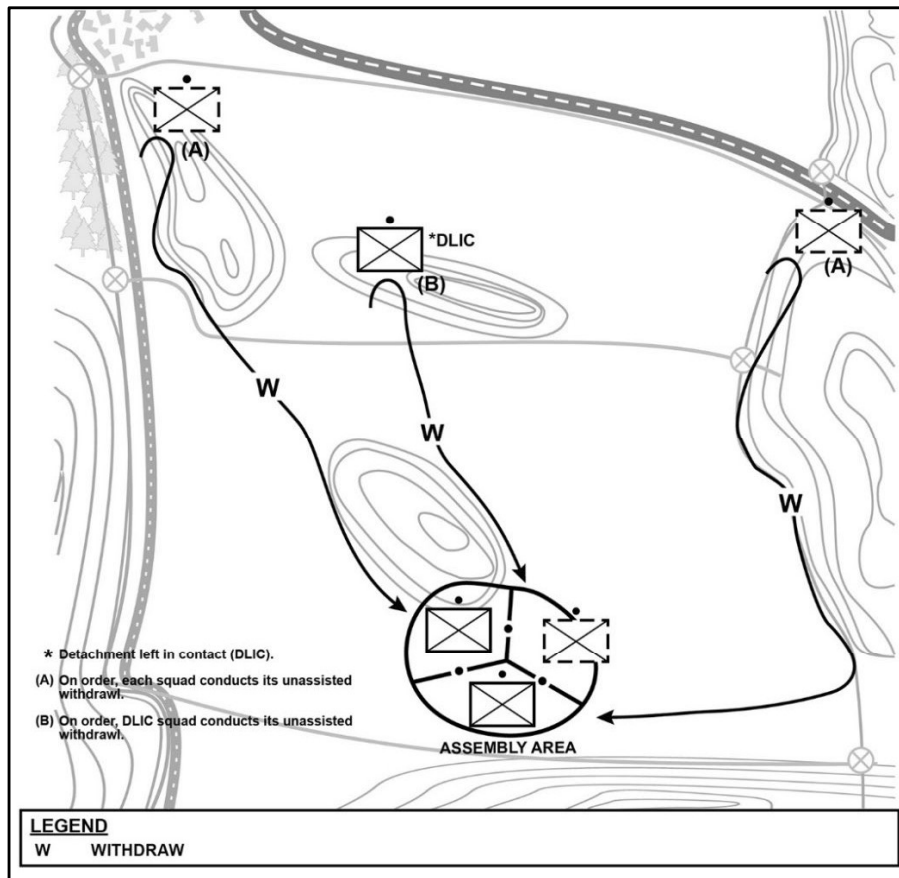 (A)
*DLIC
(B)
(A)
W
W
W
* Detachment left in contact (DLIC).
(A) On order, each squad conducts its unassisted
withdrawl.
(B) On order, DLIC squad conducts its unassisted
withdrawl.
ASSEMBLY AREA
LEGEND
W WITHDRAW